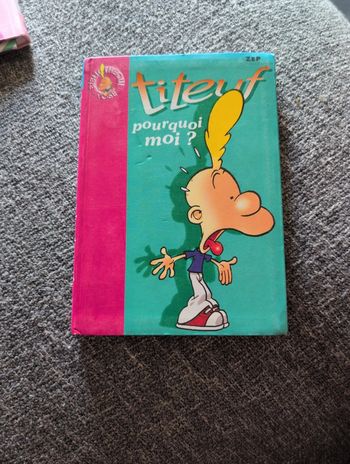 ZEP
titeuf
pourquoi
moi ?